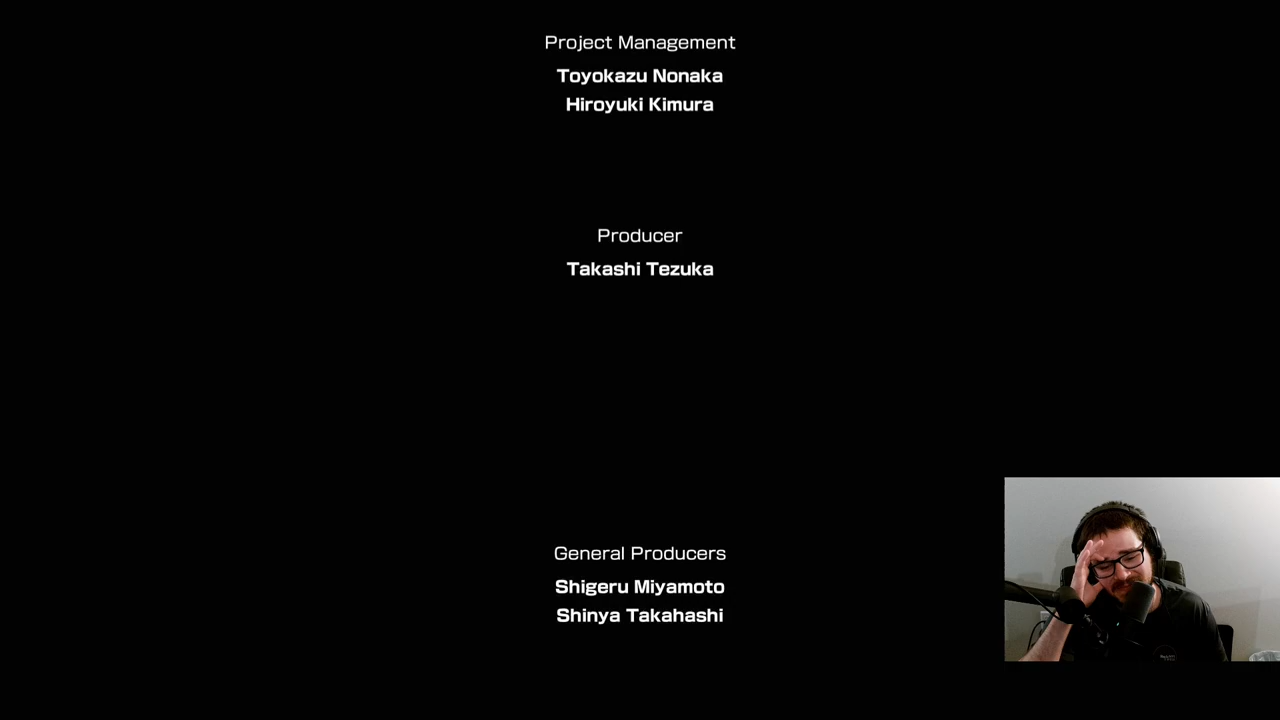 Project Management
Toyokazu Nonaka
Hiroyuki Kimura
Producer
Takashi Tezuka
General Producers
Shigeru Miyamoto
Shinya Takahashi